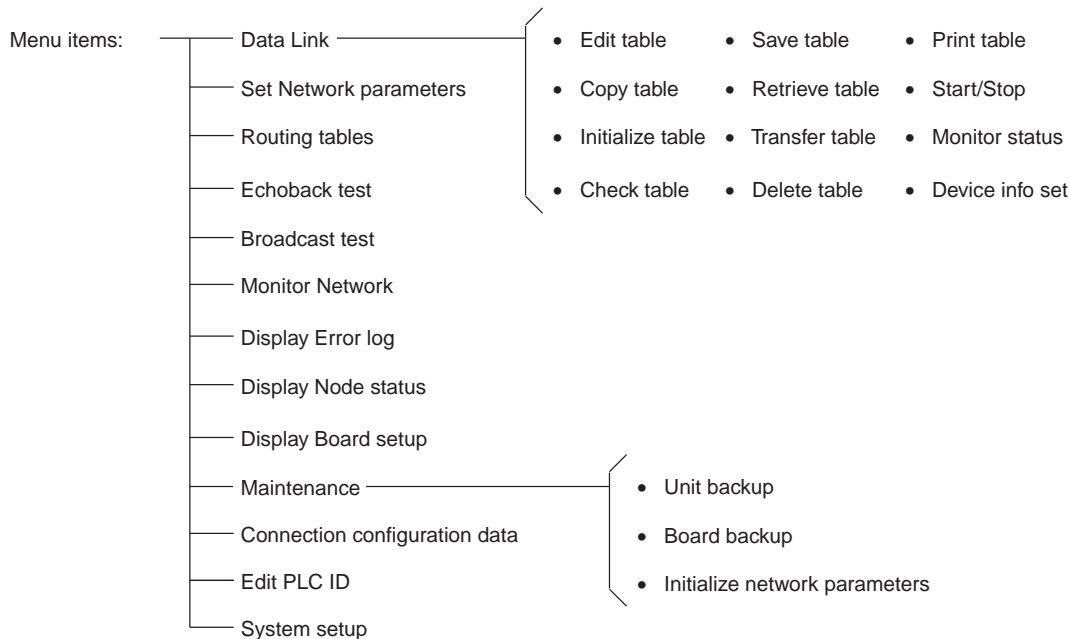 Menu items: Data Link • Edit table • Save table • Print table
Set Network parameters • Copy table • Retrieve table • Start/Stop
Routing tables • Initialize table • Transfer table • Monitor status
Echoback test • Check table • Delete table • Device info set
Broadcast test
Monitor Network
Display Error log
Display Node status
Display Board setup
Maintenance • Unit backup
Connection configuration data • Board backup
Edit PLC ID • Initialize network parameters
System setup